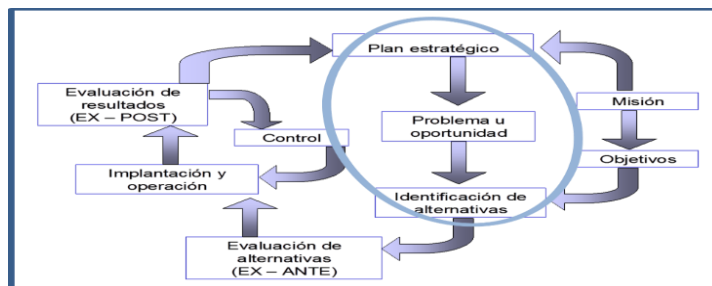 Plan estratégico
Evaluación de
resultados
(EX – POST)
Misión
Problema u
oportunidad
Control
Objetivos
Implantación y
operación
Identificación de
alternativas
Evaluación de
alternativas
(EX – ANTE)